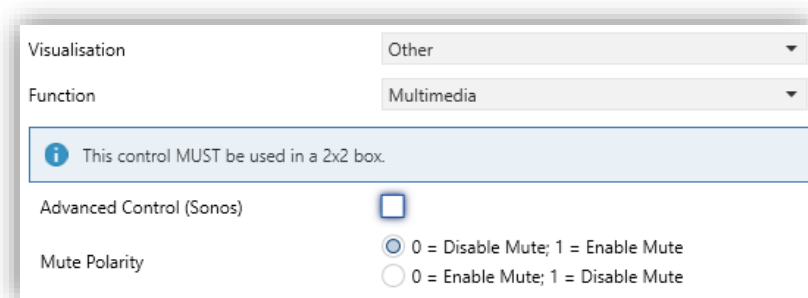 Visualisation Other
Function Multimedia
This control MUST be used in a 2x2 box.
Advanced Control (Sonos)
Mute Polarity
0 = Disable Mute; 1 = Enable Mute
0 = Enable Mute; 1 = Disable Mute